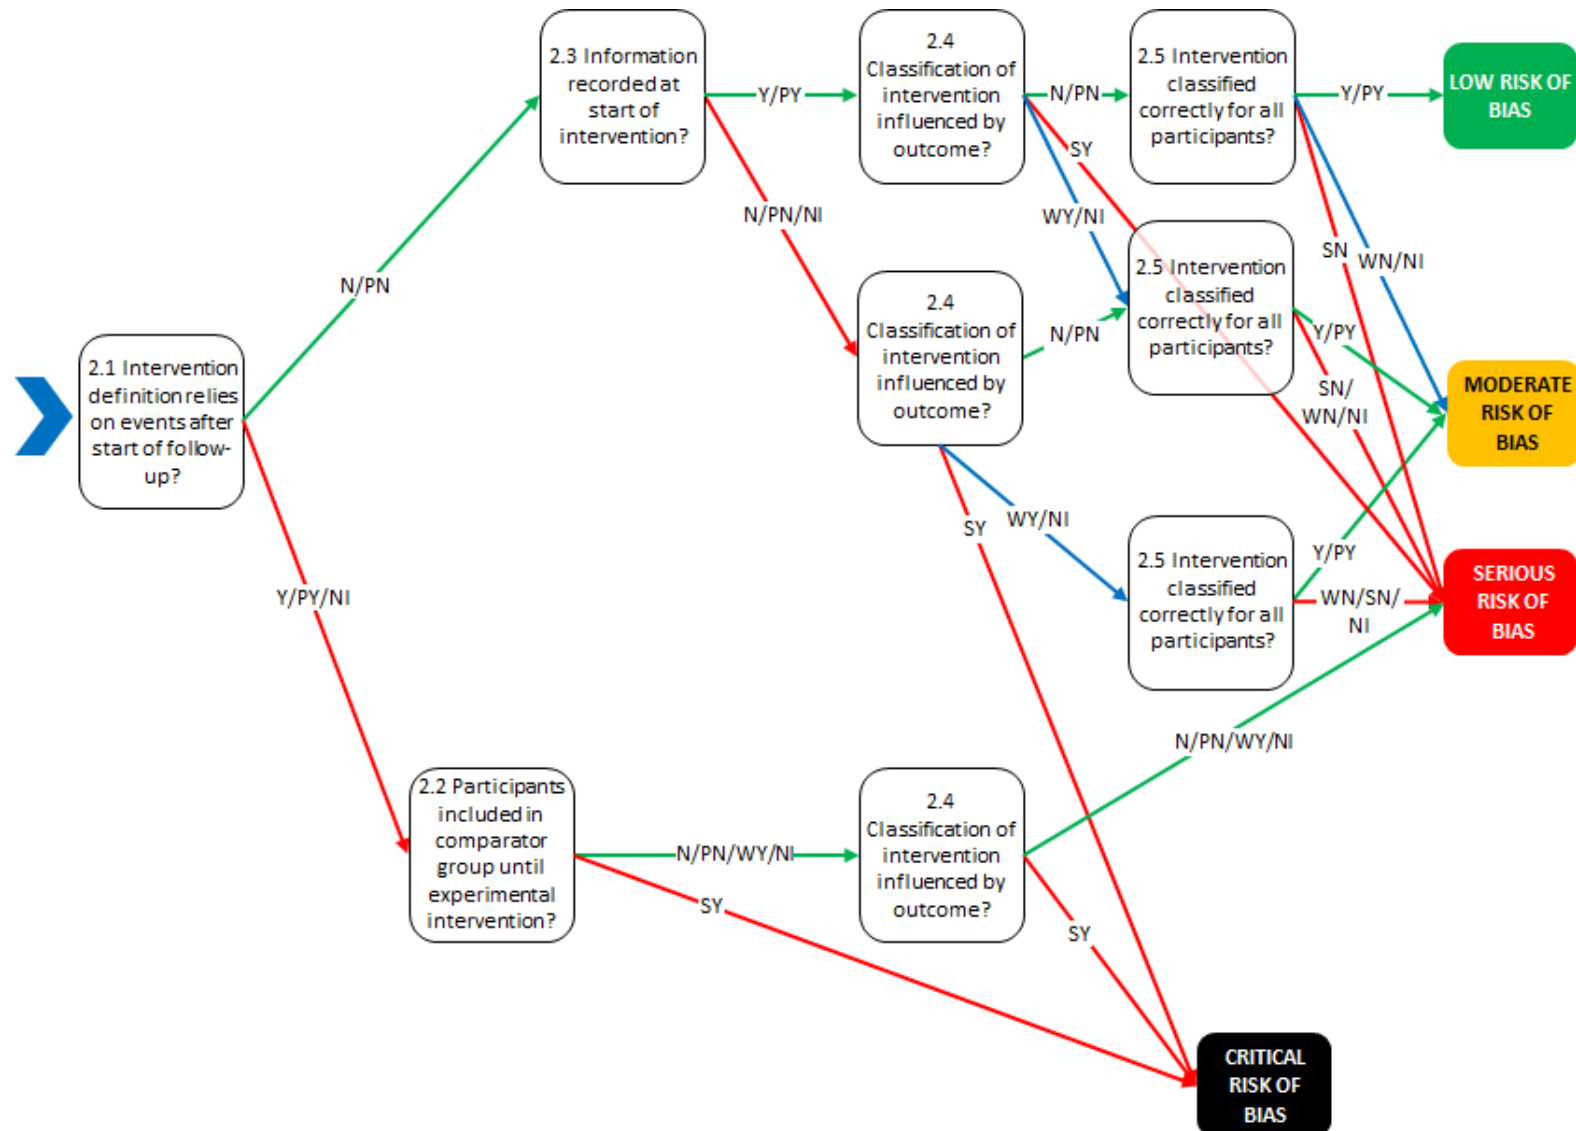 2.3 Information
recorded at
start of
intervention?
Y/PY
2.4
Classification of
intervention
influenced by
outcome?
N/PN
2.5 Intervention
classified
correctly for all
participants?
Y/PY
LOW RISK OF
BIAS
SY
N/PN/NI
WY/NI
SN
WN/NI
N/PN
2.4
Classification of
intervention
influenced by
outcome?
N/PN
2.5 Intervention
classified
correctly for all
participants?
Y/PY
SN/
WN/NI
MODERATE
RISK OF
BIAS
2.1 Intervention
definition relies
on events after
start of follow-
up?
SY
WY/NI
2.5 Intervention
classified
correctly for all
participants?
Y/PY
WN/SN/
NI
SERIOUS
RISK OF
BIAS
Y/PY/NI
2.2 Participants
included in
comparator
group until
experimental
intervention?
N/PN/WY/NI
SY
2.4
Classification of
intervention
influenced by
outcome?
N/PN/WY/NI
SY
CRITICAL
RISK OF
BIAS